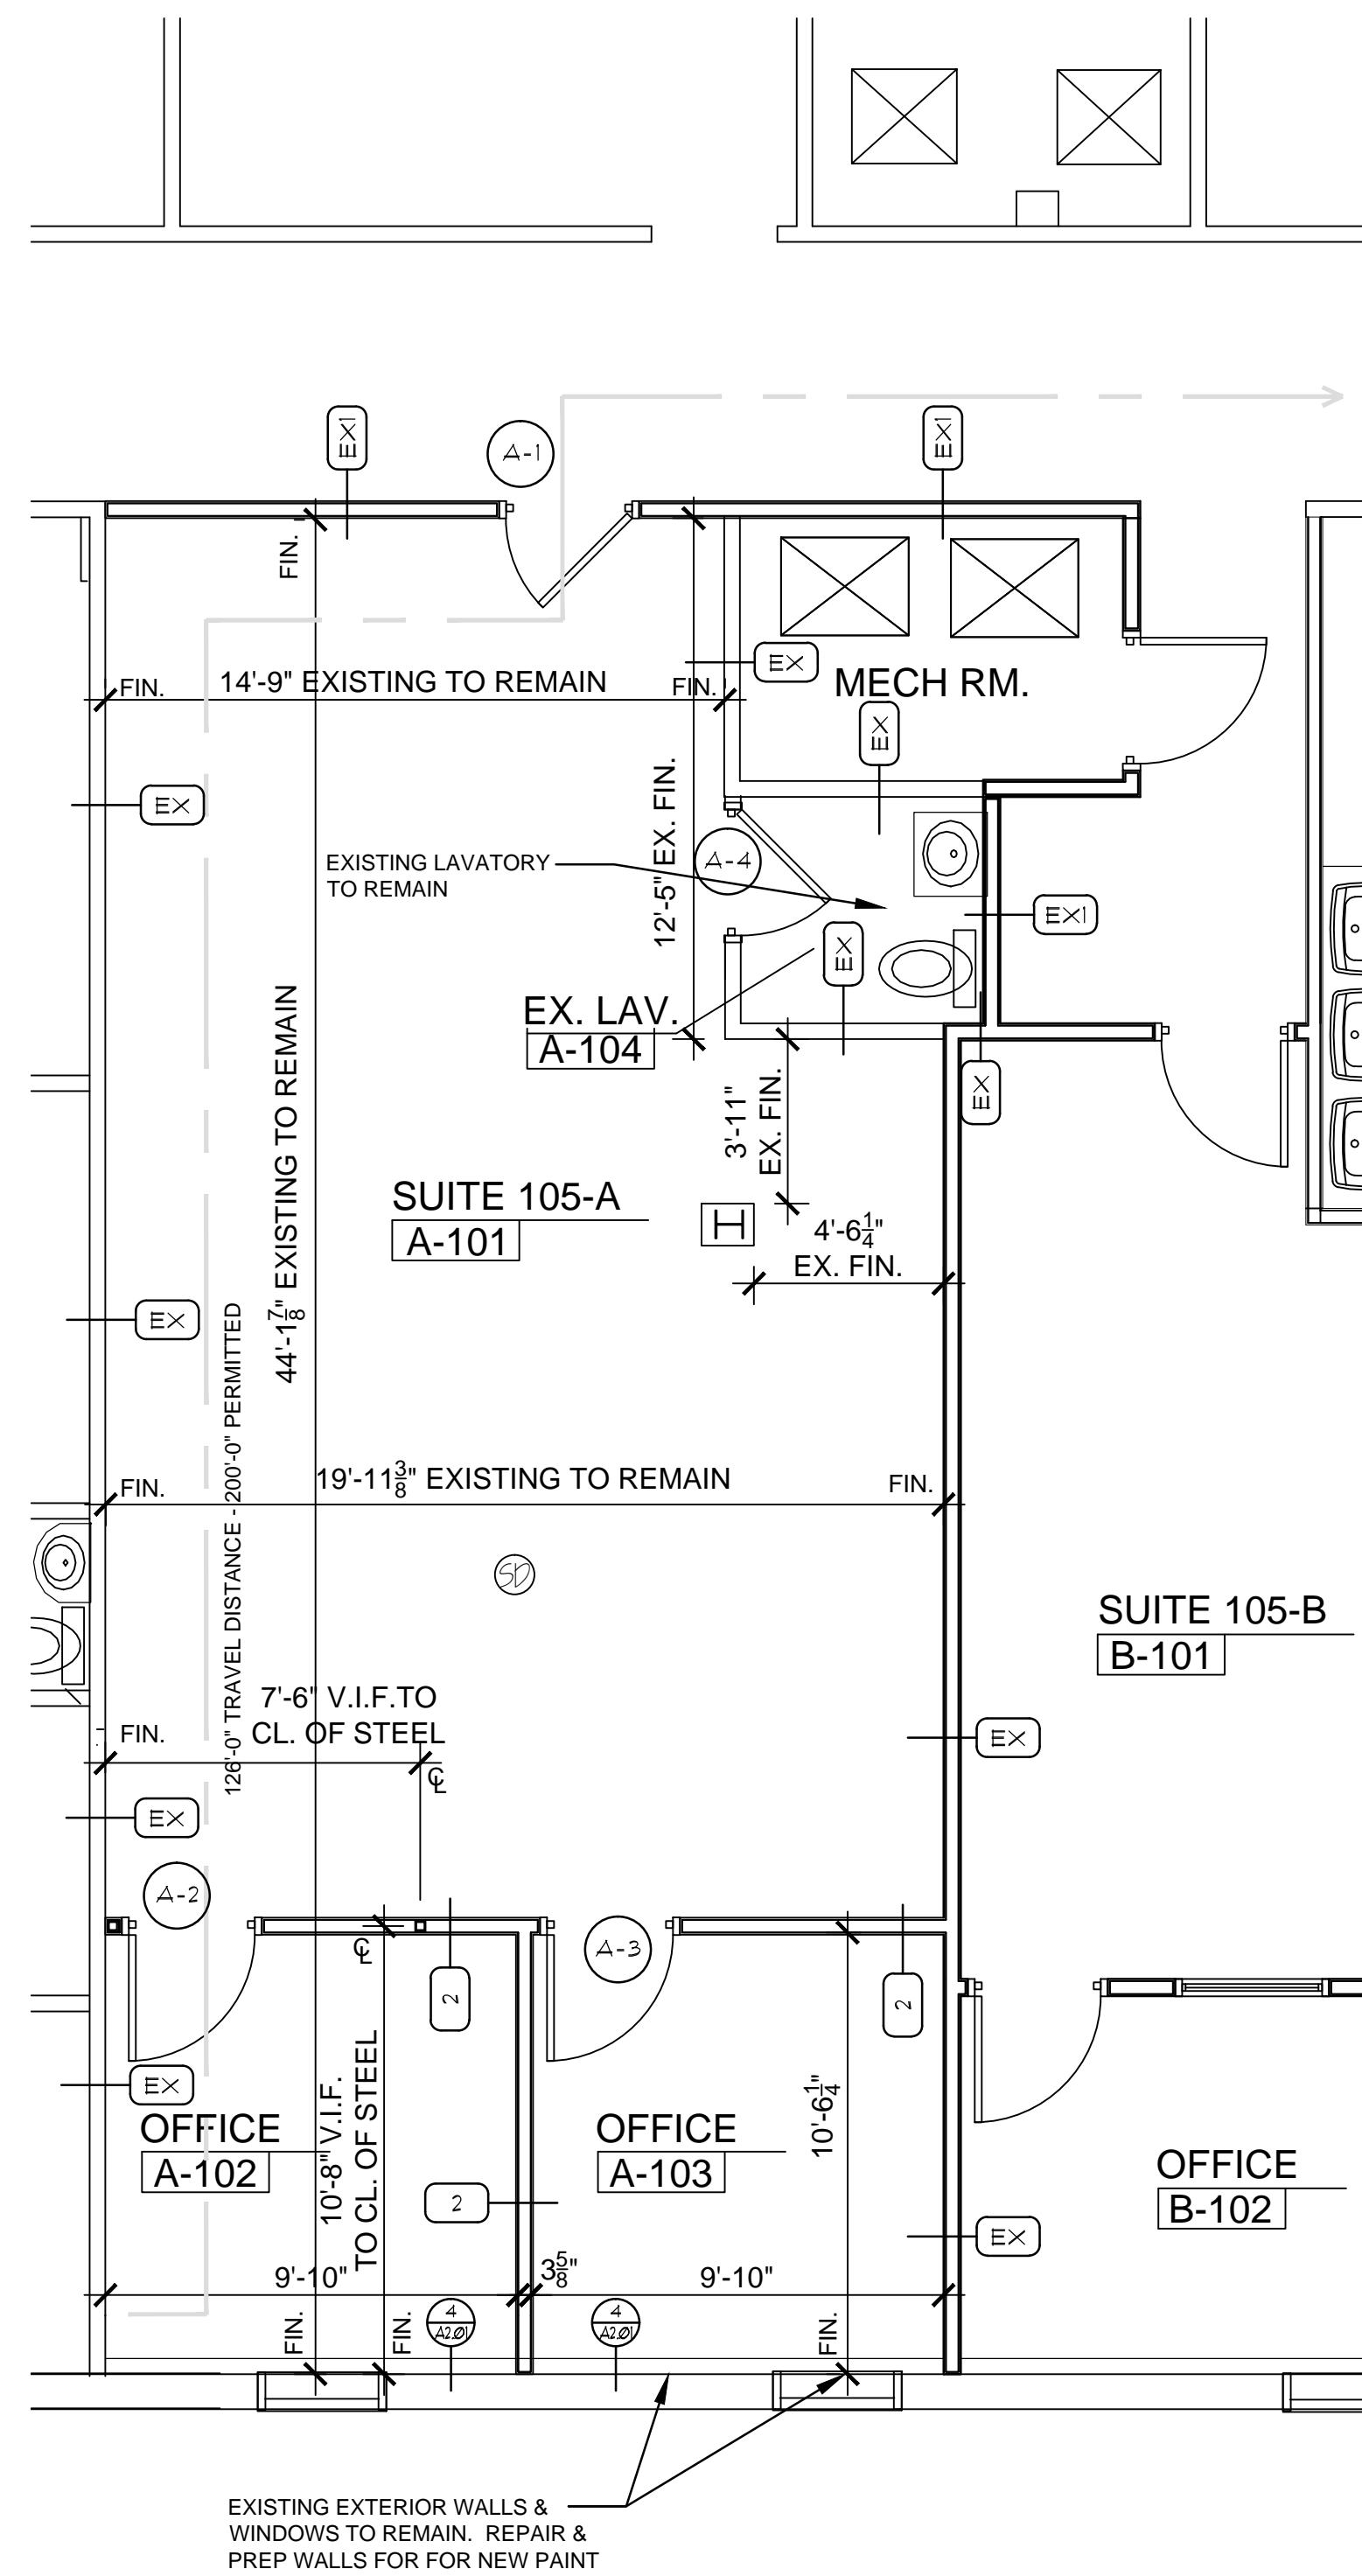 EX1
A-1
EX1
FIN.
14'-9" EXISTING TO REMAIN
FIN.
FIN.
EX
MECH RM.
EX
EX
EXISTING LAVATORY
TO REMAIN
12'-5" EX. FIN.
A-4
EX1
EX
EX. LAV.
A-104
EX
3'-11"
EX. FIN.
44'-1 7/8" EXISTING TO REMAIN
SUITE 105-A
A-101
H
4'-6 1/4"
EX. FIN.
EX
126'-0" TRAVEL DISTANCE - 200'-0" PERMITTED
FIN.
19'-11 3/8" EXISTING TO REMAIN
FIN.
SD
SUITE 105-B
B-101
7'-6" V.I.F.TO
CL. OF STEEL
FIN.
CL
EX
EX
A-2
A-3
CL
2
2
EX
OFFICE
A-102
10'-8" V.I.F.
TO CL. OF STEEL
OFFICE
A-103
10'-6 1/4"
OFFICE
B-102
2
EX
9'-10"
3 5/8"
9'-10"
FIN.
FIN.
4
A2.01
4
A2.01
FIN.
EXISTING EXTERIOR WALLS &
WINDOWS TO REMAIN. REPAIR &
PREP WALLS FOR FOR NEW PAINT